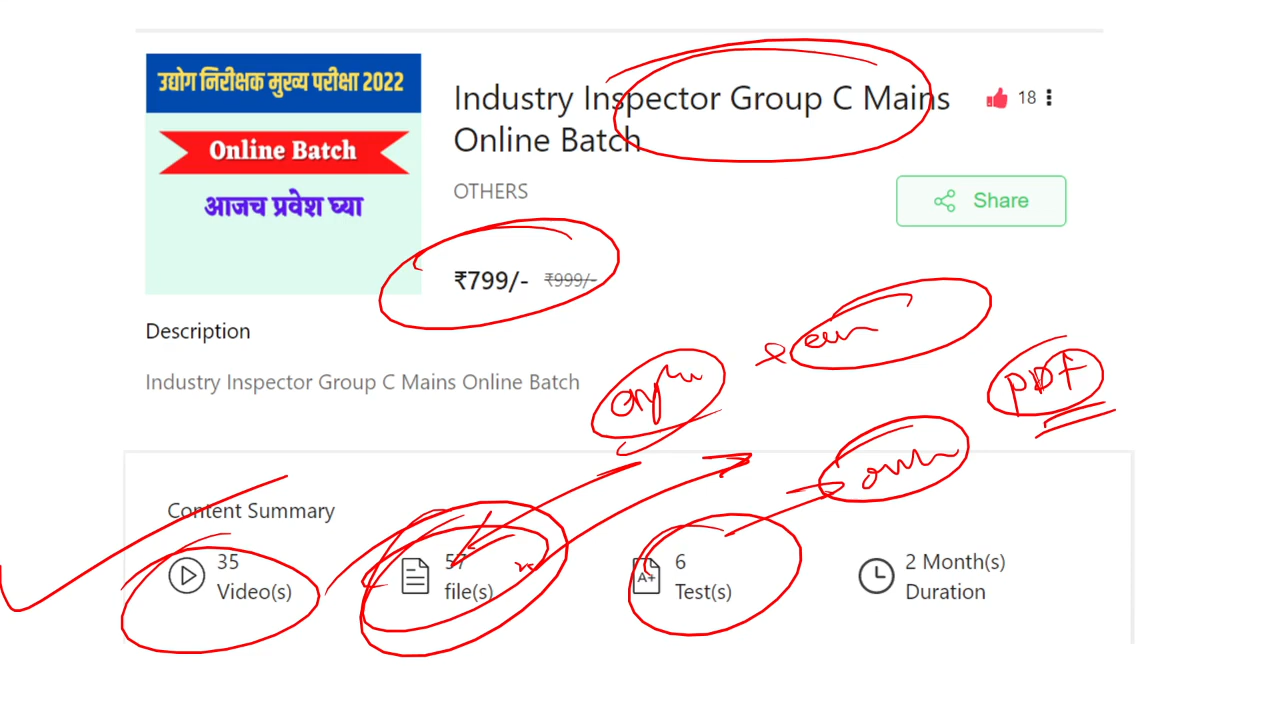 उद्योग निरीक्षक मुख्य परीक्षा 2022
Online Batch
आजच प्रवेश घ्या
Industry Inspector Group C Mains
Online Batch
18
OTHERS
Share
₹799/- ₹999/-
Description
Industry Inspector Group C Mains Online Batch
PDF
Content Summary
35
Video(s)
57
file(s)
6
Test(s)
2 Month(s)
Duration